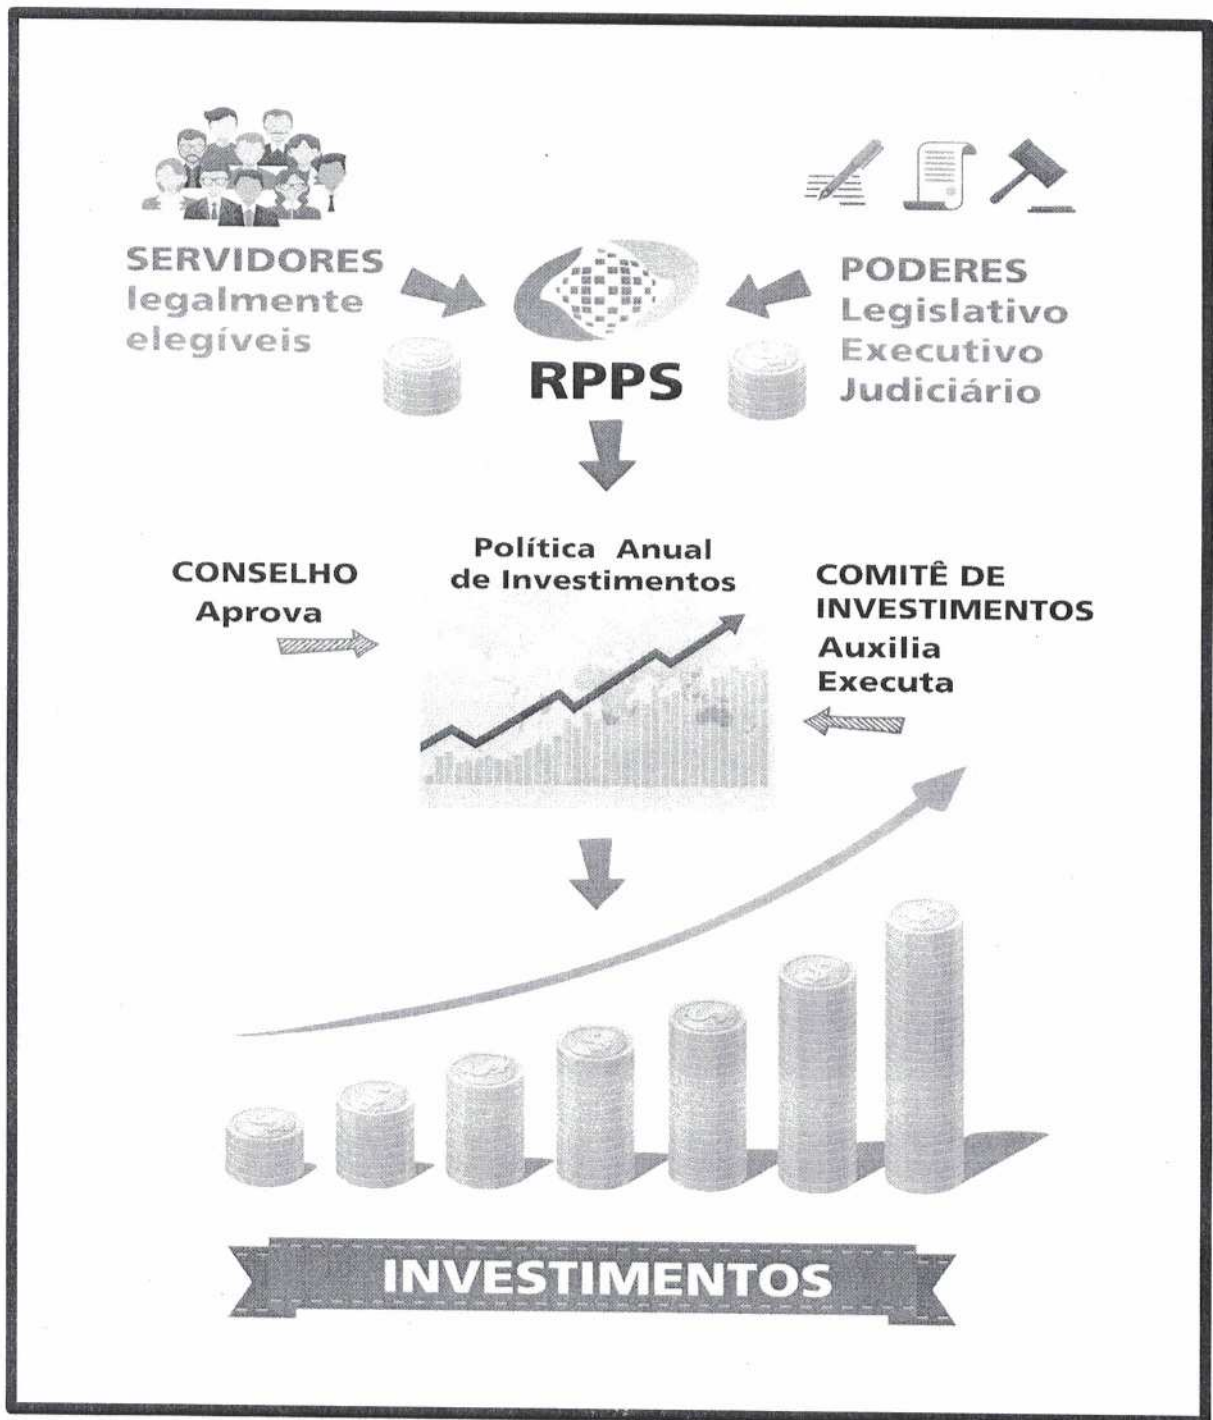 SERVIDORES
legalmente
elegíveis
PODERES
Legislativo
Executivo
Judiciário
RPPS
Política Anual
de Investimentos
CONSELHO
Aprova
COMITÊ DE
INVESTIMENTOS
Auxilia
Executa
INVESTIMENTOS